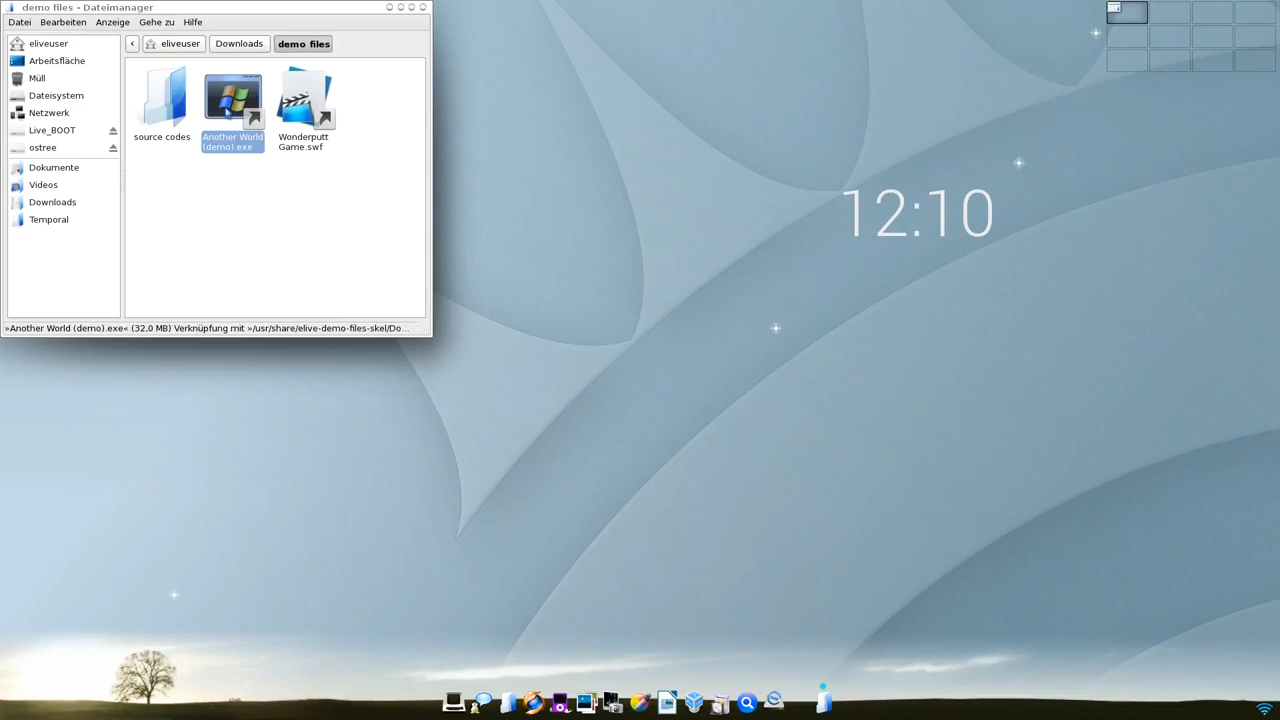 demo files - Dateimanager
Datei Bearbeiten Anzeige Gehe zu Hilfe
eliveuser
Arbeitsfläche
Müll
Dateisystem
Netzwerk
Live_BOOT
ostree
Dokumente
Videos
Downloads
Temporal
eliveuser Downloads demo files
source codes
Another World
(demo).exe
Wonderputt
Game.swf
»Another World (demo).exe« (32,0 MB) Verknüpfung mit »/usr/share/elive-demo-files-skel/Do...
12:10